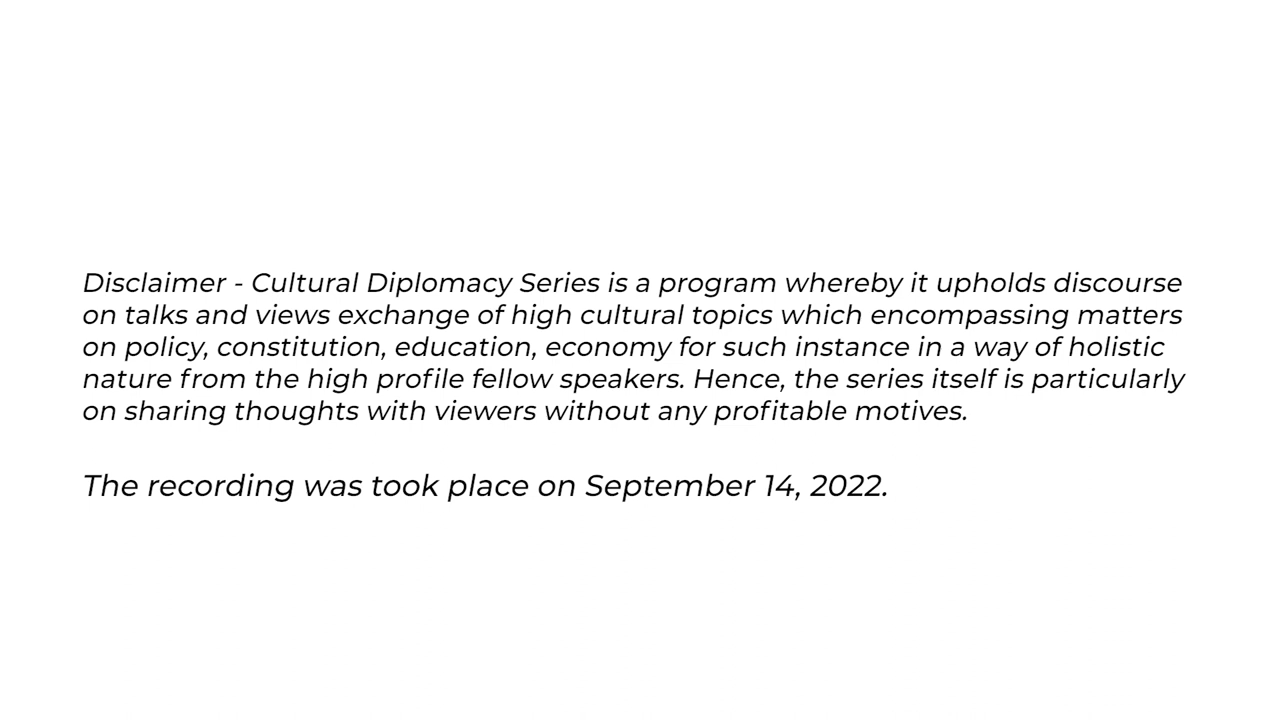 Disclaimer - Cultural Diplomacy Series is a program whereby it upholds discourse
on talks and views exchange of high cultural topics which encompassing matters
on policy, constitution, education, economy for such instance in a way of holistic
nature from the high profile fellow speakers. Hence, the series itself is particularly
on sharing thoughts with viewers without any profitable motives.
The recording was took place on September 14, 2022.